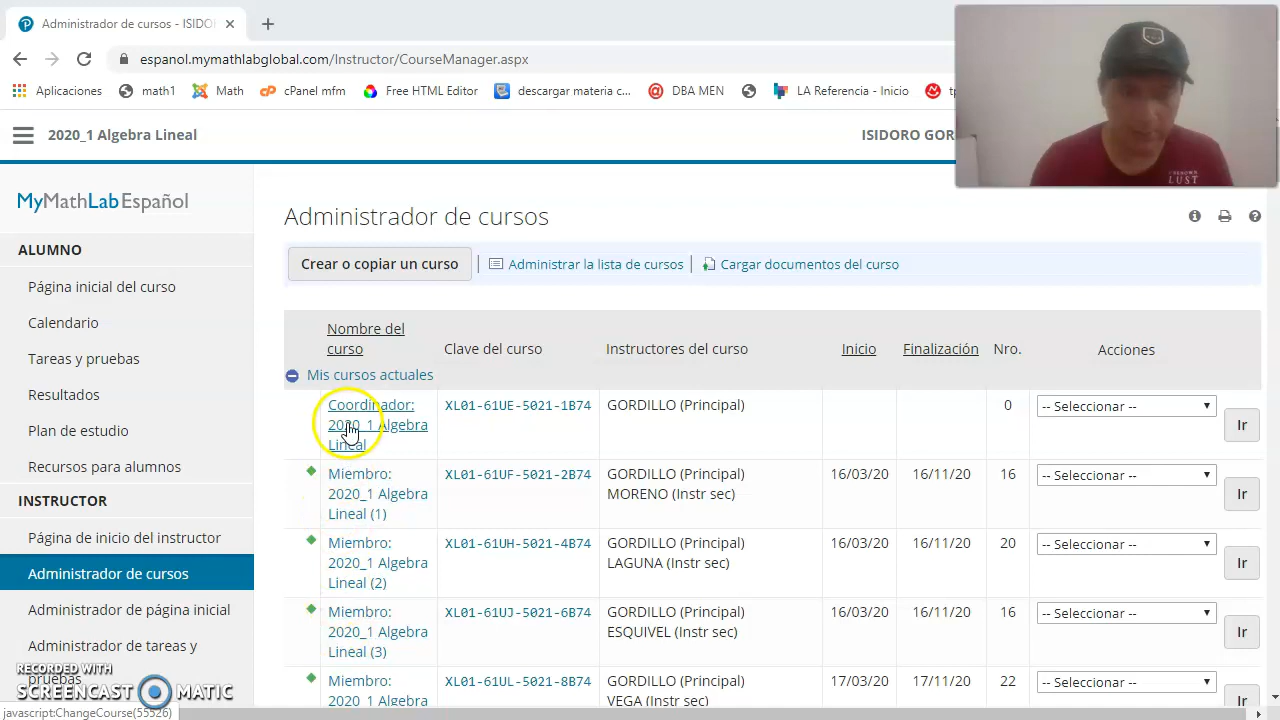 Administrador de cursos - ISIDO
espanol.mymathlabglobal.com/Instructor/CourseManager.aspx
Aplicaciones math1 Math cPanel mfm Free HTML Editor descargar materia c... DBA MEN LA Referencia - Inicio
2020_1 Algebra Lineal ISIDORO GOR
MyMathLab Español
ALUMNO
Página inicial del curso
Calendario
Tareas y pruebas
Resultados
Plan de estudio
Recursos para alumnos
INSTRUCTOR
Página de inicio del instructor
Administrador de cursos
Administrador de página inicial
Administrador de tareas y
pruebas
RECORDED WITH
SCREENCAST MATIC
javascript:ChangeCourse(55526)
Administrador de cursos
Crear o copiar un curso | Administrar la lista de cursos | Cargar documentos del curso
Nombre del
curso Clave del curso Instructores del curso Inicio Finalización Nro. Acciones
Mis cursos actuales
Coordinador: XL01-61UE-5021-1B74 GORDILLO (Principal) 0 -- Seleccionar --
2020_1 Algebra Ir
Lineal
Miembro: XL01-61UF-5021-2B74 GORDILLO (Principal) 16/03/20 16/11/20 16 -- Seleccionar --
2020_1 Algebra MORENO (Instr sec) Ir
Lineal (1)
Miembro: XL01-61UH-5021-4B74 GORDILLO (Principal) 16/03/20 16/11/20 20 -- Seleccionar --
2020_1 Algebra LAGUNA (Instr sec) Ir
Lineal (2)
Miembro: XL01-61UJ-5021-6B74 GORDILLO (Principal) 16/03/20 16/11/20 16 -- Seleccionar --
2020_1 Algebra ESQUIVEL (Instr sec) Ir
Lineal (3)
Miembro: XL01-61UL-5021-8B74 GORDILLO (Principal) 17/03/20 17/11/20 22 -- Seleccionar --
2020_1 Algebra VEGA (Instr sec) Ir
LUST